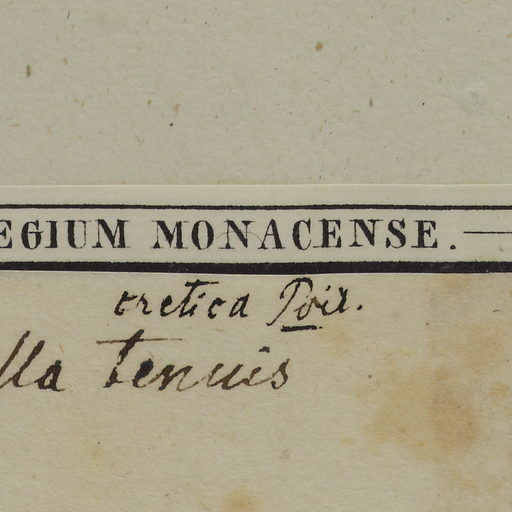 EGIUM MONACENSE.
cretica Poir.
lla tenuis